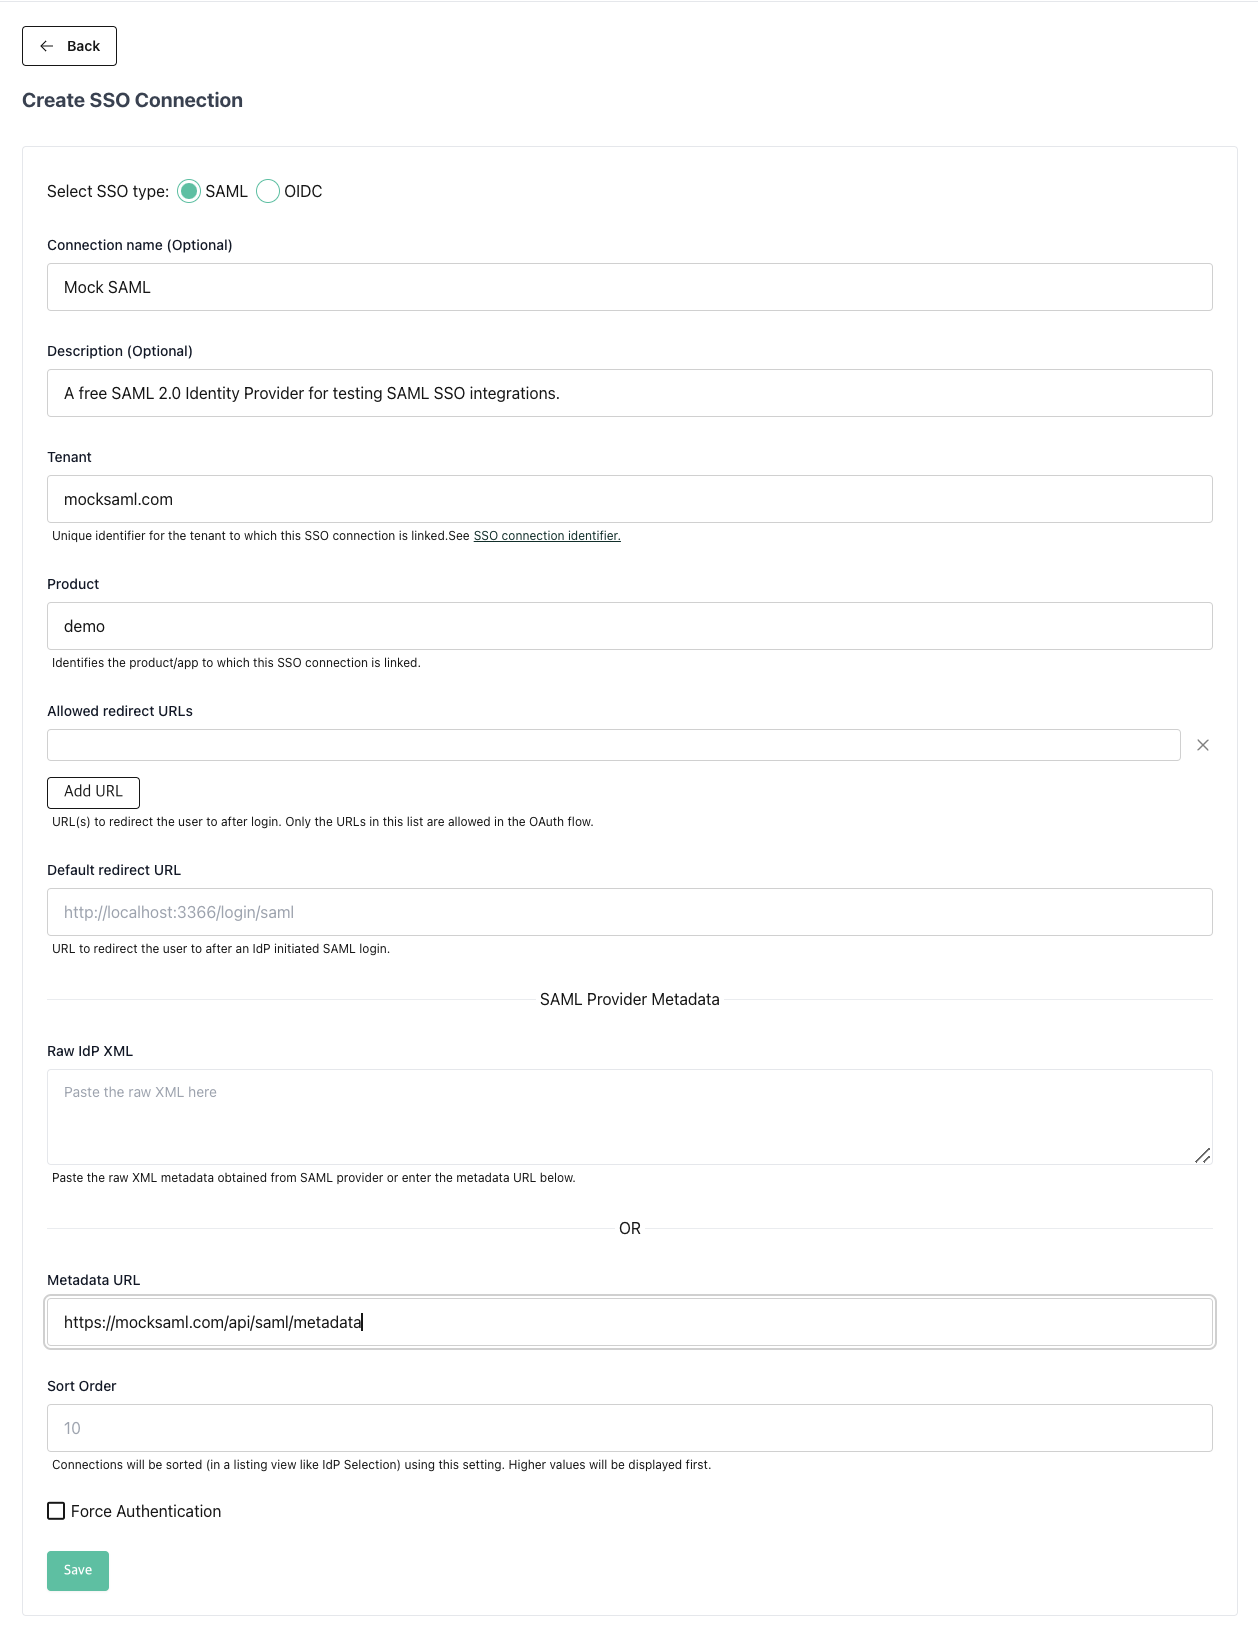 Back
Create SSO Connection
Select SSO type: SAML OIDC
Connection name (Optional)
Mock SAML
Description (Optional)
A free SAML 2.0 Identity Provider for testing SAML SSO integrations.
Tenant
mocksaml.com
Unique identifier for the tenant to which this SSO connection is linked.See SSO connection identifier.
Product
demo
Identifies the product/app to which this SSO connection is linked.
Allowed redirect URLs
Add URL
URL(s) to redirect the user to after login. Only the URLs in this list are allowed in the OAuth flow.
Default redirect URL
http://localhost:3366/login/saml
URL to redirect the user to after an IdP initiated SAML login.
SAML Provider Metadata
Raw IdP XML
Paste the raw XML here
Paste the raw XML metadata obtained from SAML provider or enter the metadata URL below.
OR
Metadata URL
https://mocksaml.com/api/saml/metadata
Sort Order
10
Connections will be sorted (in a listing view like IdP Selection) using this setting. Higher values will be displayed first.
Force Authentication
Save